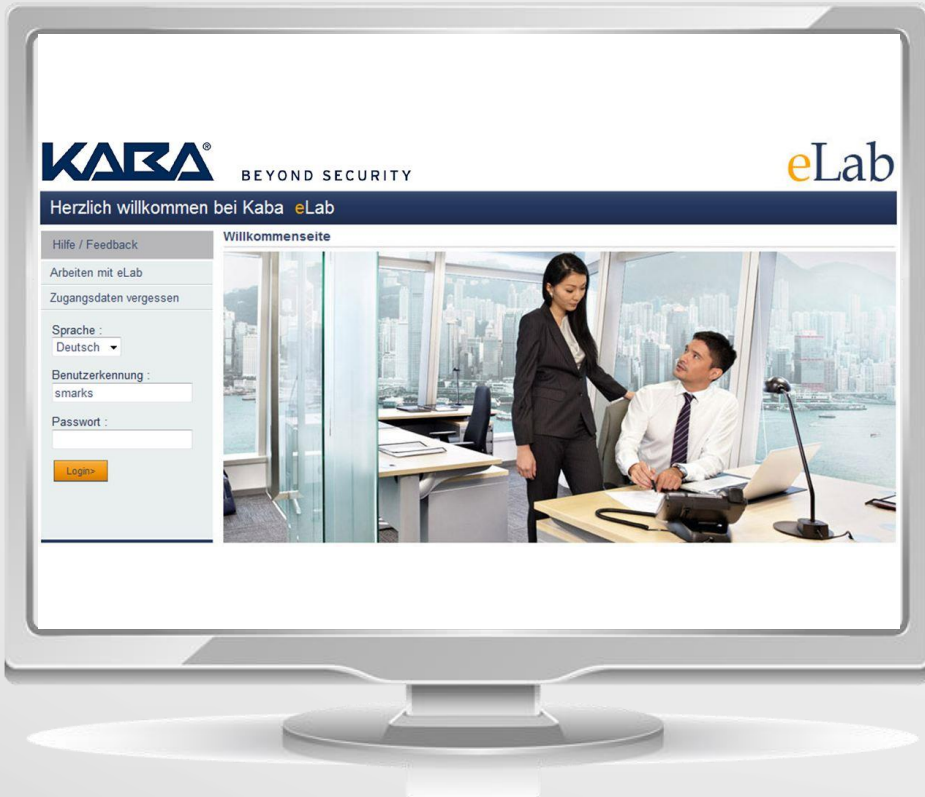 KABA® BEYOND SECURITY
eLab
Herzlich willkommen bei Kaba eLab
Hilfe / Feedback
Arbeiten mit eLab
Zugangsdaten vergessen
Sprache :
Deutsch
Benutzerkennung :
smarks
Passwort :
Login>
Willkommenseite